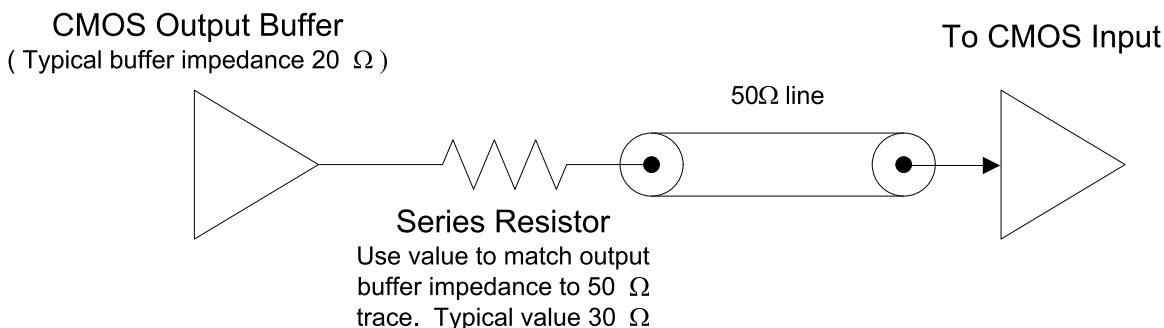 CMOS Output Buffer
( Typical buffer impedance 20 Ω )
To CMOS Input
50Ω line
Series Resistor
Use value to match output
buffer impedance to 50 Ω
trace. Typical value 30 Ω